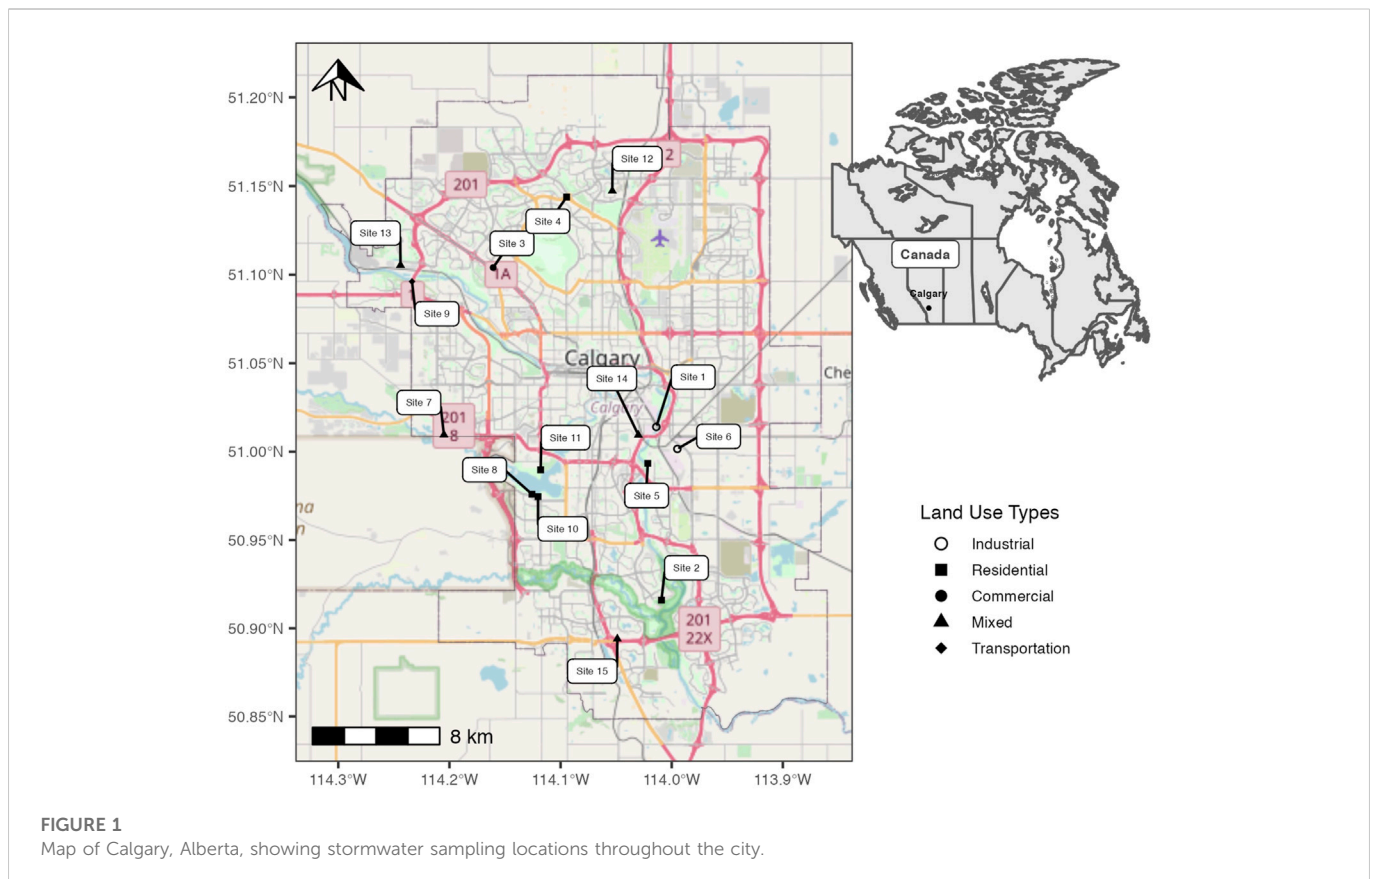 51.20°N
51.15°N
51.10°N
51.05°N
51.00°N
50.95°N
50.90°N
50.85°N
N
201
2
Site 12
Site 4
Site 13
Site 3
1A
1
Site 9
Calgary
Site 14
Site 1
Che
Calgary
Site 7
201
8
Site 11
Site 6
Site 8
Site 5
Site 10
na
n
Site 2
201
22X
Site 15
8 km
114.3°W
114.2°W
114.1°W
114.0°W
113.9°W
Canada
Calgary
Land Use Types
Industrial
Residential
Commercial
Mixed
Transportation
FIGURE 1
Map of Calgary, Alberta, showing stormwater sampling locations throughout the city.